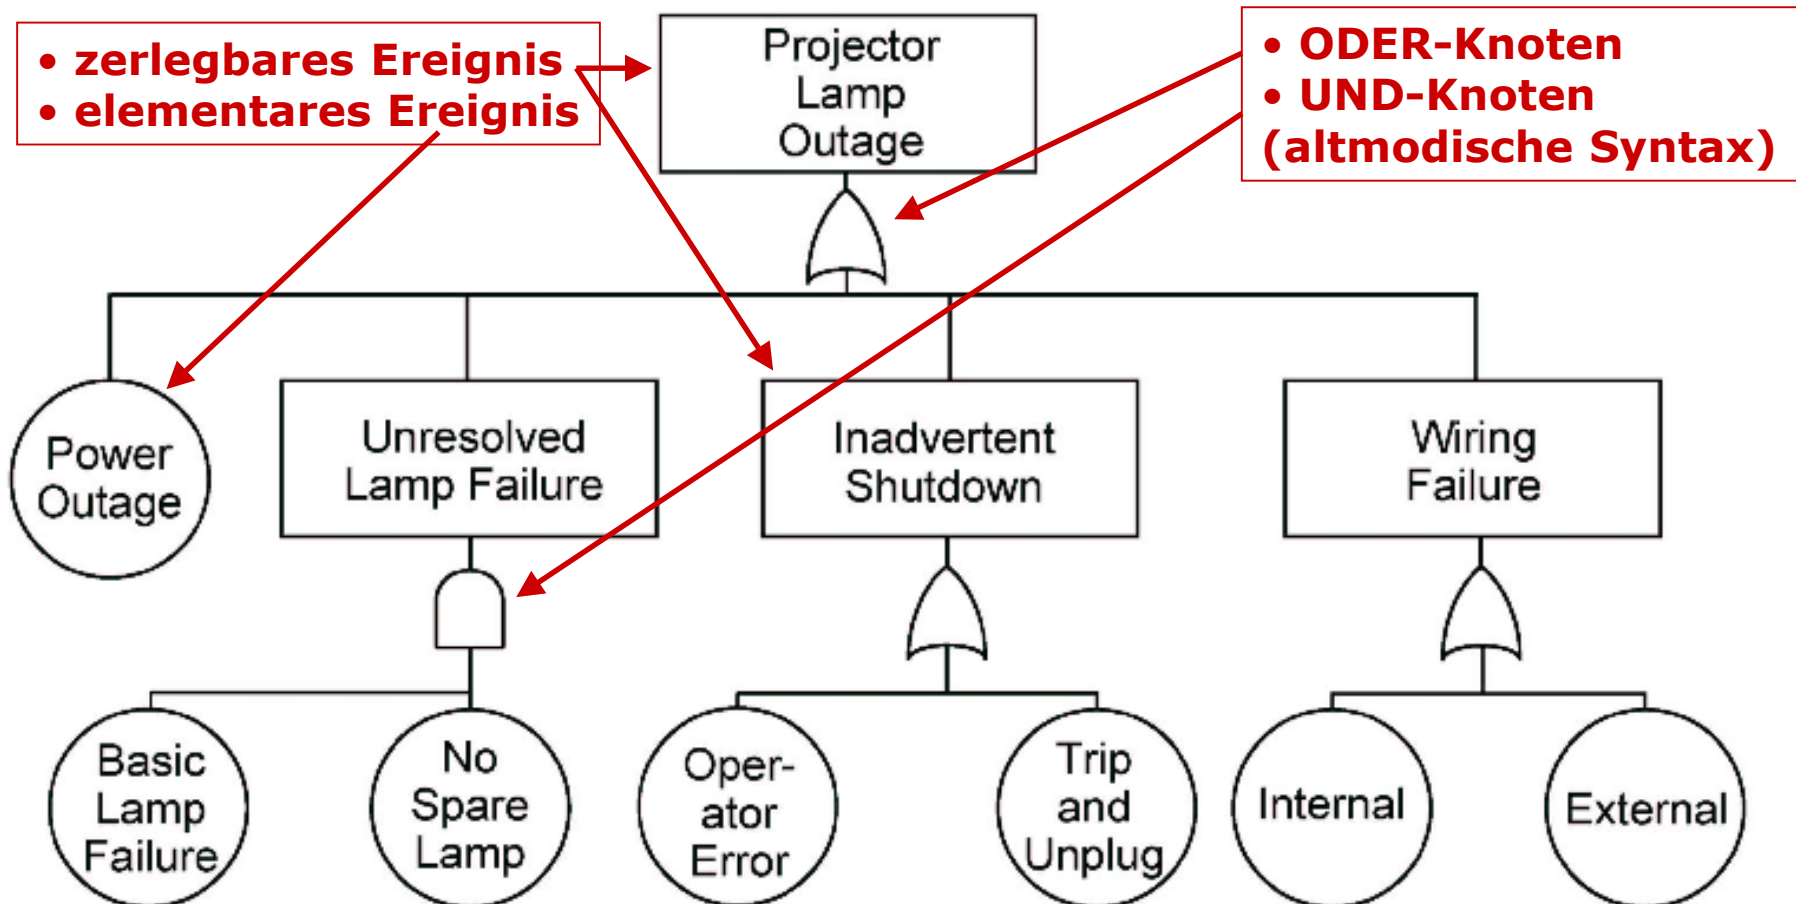 • zerlegbares Ereignis
• elementares Ereignis
Projector
Lamp
Outage
• ODER-Knoten
• UND-Knoten
(altmodische Syntax)
Power
Outage
Unresolved
Lamp Failure
Inadvertent
Shutdown
Wiring
Failure
Basic
Lamp
Failure
No
Spare
Lamp
Oper-
ator
Error
Trip
and
Unplug
Internal
External